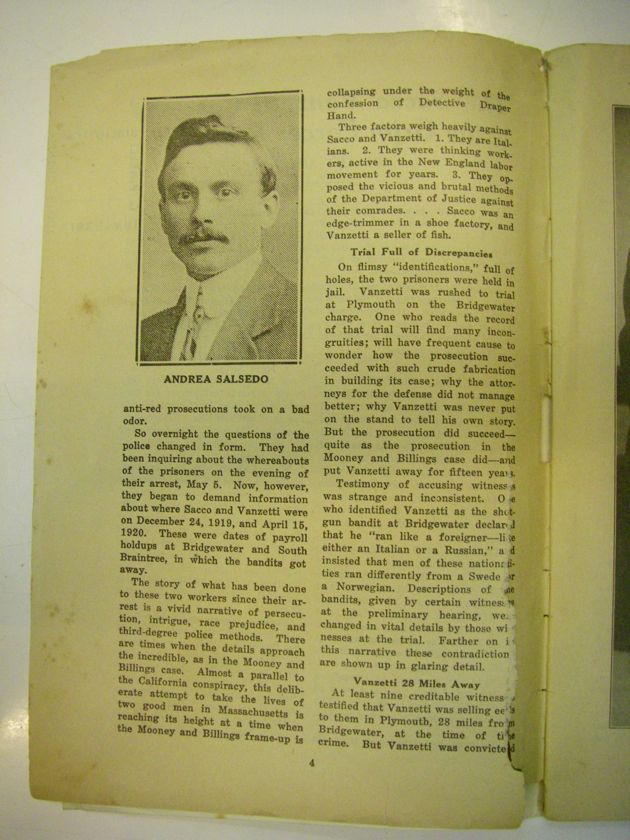 ANDREA SALSEDO
anti-red prosecutions took on a bad
odor.
So overnight the questions of the
police changed in form. They had
been inquiring about the whereabouts
of the prisoners on the evening of
their arrest, May 5. Now, however,
they began to demand information
about where Sacco and Vanzetti were
on December 24, 1919, and April 15,
1920. These were dates of payroll
holdups at Bridgewater and South
Braintree, in which the bandits got
away.
The story of what has been done
to these two workers since their ar-
rest is a vivid narrative of persecu-
tion, intrigue, race prejudice, and
third-degree police methods. There
are times when the details approach
the incredible, as in the Mooney and
Billings case. Almost a parallel to
the California conspiracy, this delib-
erate attempt to take the lives of
two good men in Massachusetts is
reaching its height at a time when
the Mooney and Billings frame-up is
collapsing under the weight of the
confession of Detective Draper
Hand.
Three factors weigh heavily against
Sacco and Vanzetti. 1. They are Ital-
ians. 2. They were thinking work-
ers, active in the New England labor
movement for years. 3. They op-
posed the vicious and brutal methods
of the Department of Justice against
their comrades. . . . Sacco was an
edge-trimmer in a shoe factory, and
Vanzetti a seller of fish.
Trial Full of Discrepancies
On flimsy "identifications," full of
holes, the two prisoners were held in
jail. Vanzetti was rushed to trial
at Plymouth on the Bridgewater
charge. One who reads the record
of that trial will find many incon-
gruities; will have frequent cause to
wonder how the prosecution suc-
ceeded with such crude fabrication
in building its case; why the attor-
neys for the defense did not manage
better; why Vanzetti was never put
on the stand to tell his own story.
But the prosecution did succeed—
quite as the prosecution in the
Mooney and Billings case did—and
put Vanzetti away for fifteen years.
Testimony of accusing witnesses
was strange and inconsistent. One
who identified Vanzetti as the shot-
gun bandit at Bridgewater declared
that he "ran like a foreigner—like
either an Italian or a Russian," and
insisted that men of these nationali-
ties ran differently from a Swede or
a Norwegian. Descriptions of the
bandits, given by certain witnesses
at the preliminary hearing, were
changed in vital details by those wit-
nesses at the trial. Farther on in
this narrative these contradictions
are shown up in glaring detail.
Vanzetti 28 Miles Away
At least nine creditable witnesses
testified that Vanzetti was selling eels
to them in Plymouth, 28 miles from
Bridgewater, at the time of the
crime. But Vanzetti was convicted
4